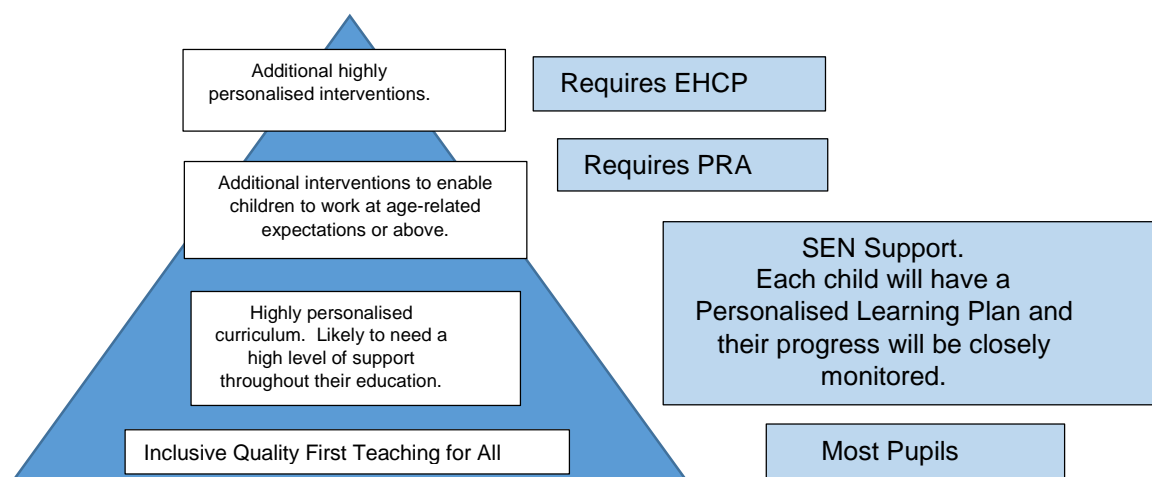 Additional highly
personalised interventions.
Requires EHCP
Requires PRA
Additional interventions to enable
children to work at age-related
expectations or above.
SEN Support.
Each child will have a
Personalised Learning Plan and
their progress will be closely
monitored.
Highly personalised
curriculum. Likely to need a
high level of support
throughout their education.
Inclusive Quality First Teaching for All
Most Pupils